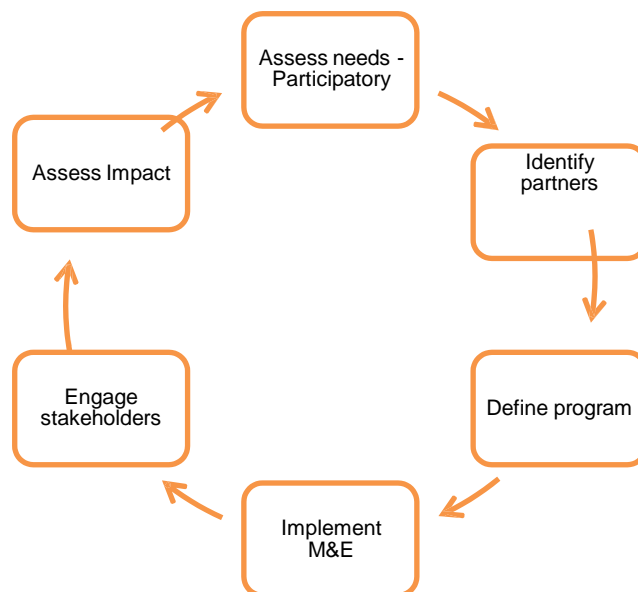 Assess needs -
Participatory
Identify
partners
Define program
Implement
M&E
Engage
stakeholders
Assess Impact